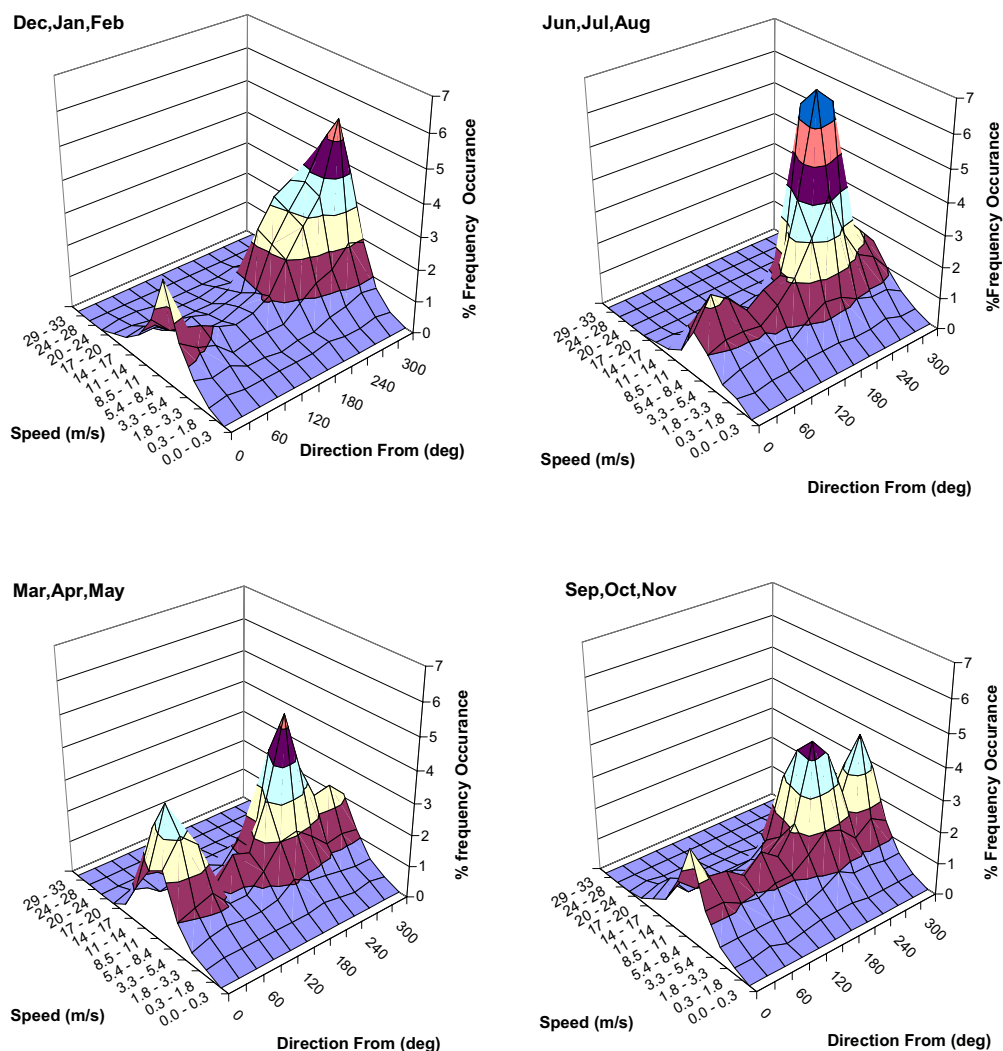 Dec,Jan,Feb
7
6
5
4
3
2
1
0
% Frequency Occurance
29 - 33
24 - 28
20 - 24
17 - 20
14 - 17
11 - 14
8.5 - 11
5.4 - 8.4
3.3 - 5.4
1.8 - 3.3
0.3 - 1.8
0.0 - 0.3
Speed (m/s)
0
60
120
180
240
300
Direction From (deg)
Jun,Jul,Aug
7
6
5
4
3
2
1
0
%Frequency Occurance
29 - 33
24 - 28
20 - 24
17 - 20
14 - 17
11 - 14
8.5 - 11
5.4 - 8.4
3.3 - 5.4
1.8 - 3.3
0.3 - 1.8
0.0 - 0.3
Speed (m/s)
0
60
120
180
240
300
Direction From (deg)
Mar,Apr,May
7
6
5
4
3
2
1
0
% frequency Occurance
29 - 33
24 - 28
20 - 24
17 - 20
14 - 17
11 - 14
8.5 - 11
5.4 - 8.4
3.3 - 5.4
1.8 - 3.3
0.3 - 1.8
0.0 - 0.3
Speed (m/s)
0
60
120
180
240
300
Direction From (deg)
Sep,Oct,Nov
7
6
5
4
3
2
1
0
% Frequency Occurance
29 - 33
24 - 28
20 - 24
17 - 20
14 - 17
11 - 14
8.5 - 11
5.4 - 8.4
3.3 - 5.4
1.8 - 3.3
0.3 - 1.8
0.0 - 0.3
Speed (m/s)
0
60
120
180
240
300
Direction From (deg)